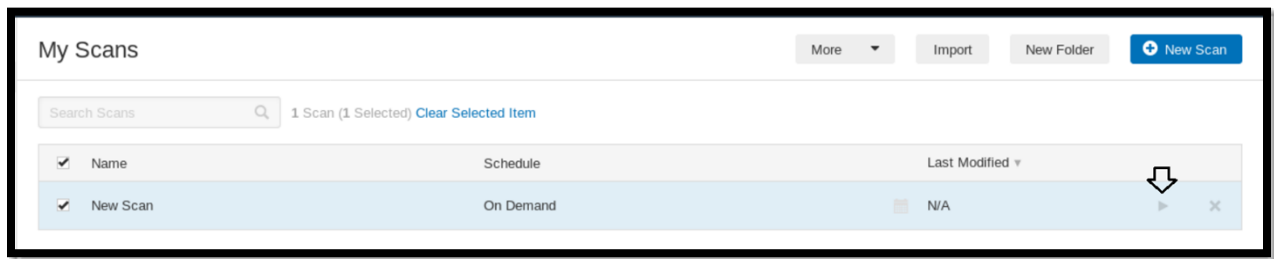 My Scans
More
Import
New Folder
New Scan
Search Scans
1 Scan (1 Selected) Clear Selected Item
Name Schedule Last Modified
New Scan On Demand N/A